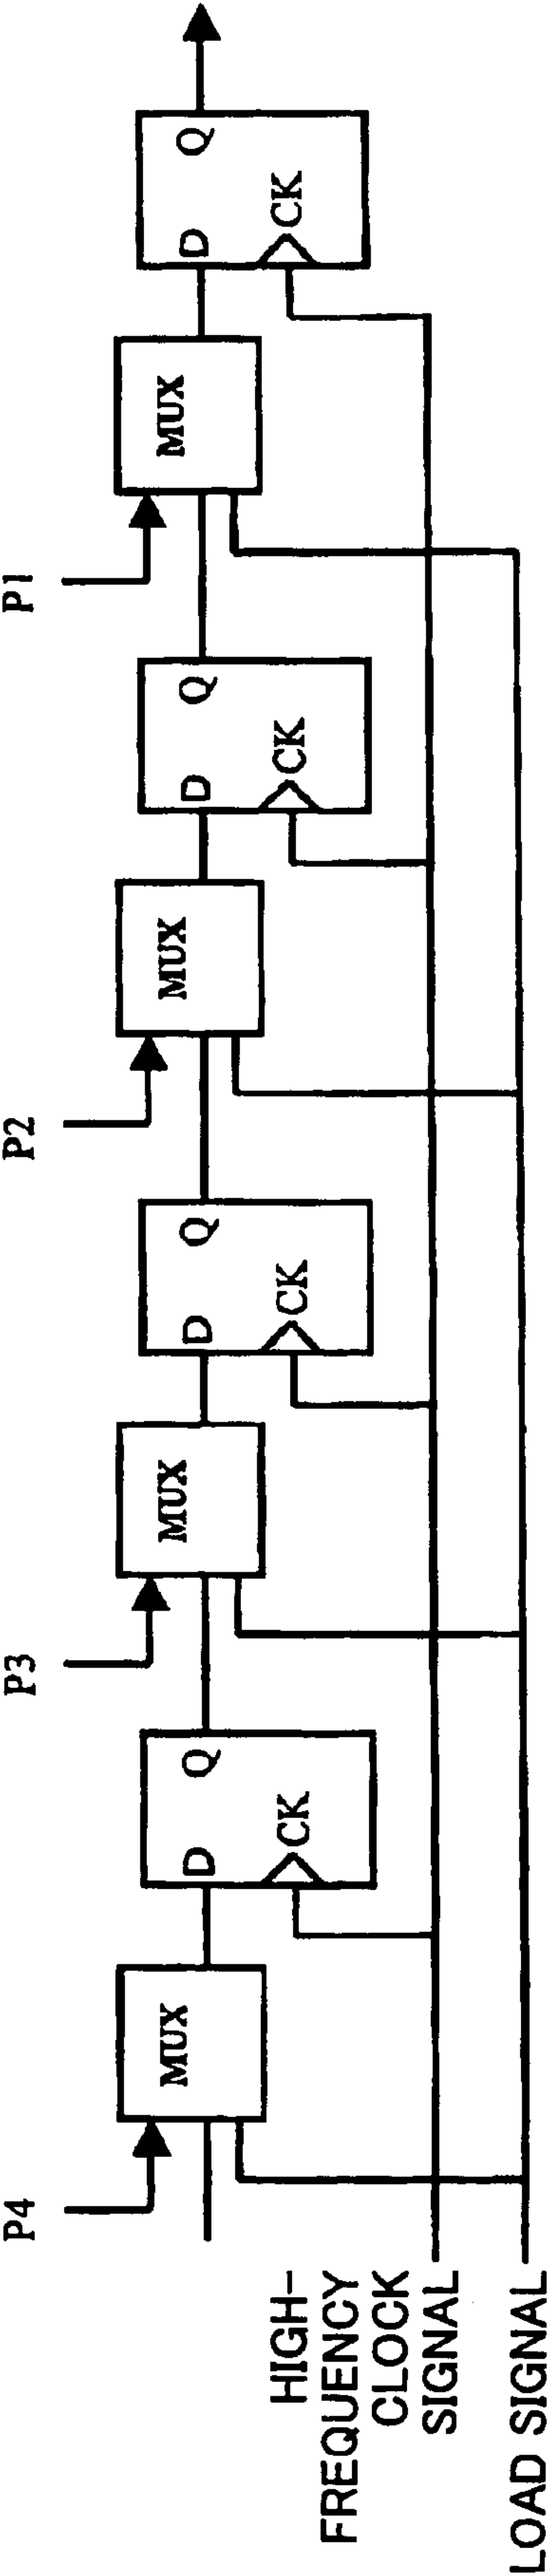 P4
P3
P2
P1
MUX
D Q
CK
MUX
D Q
CK
MUX
D Q
CK
MUX
D Q
CK
HIGH-
FREQUENCY
CLOCK
SIGNAL
LOAD SIGNAL